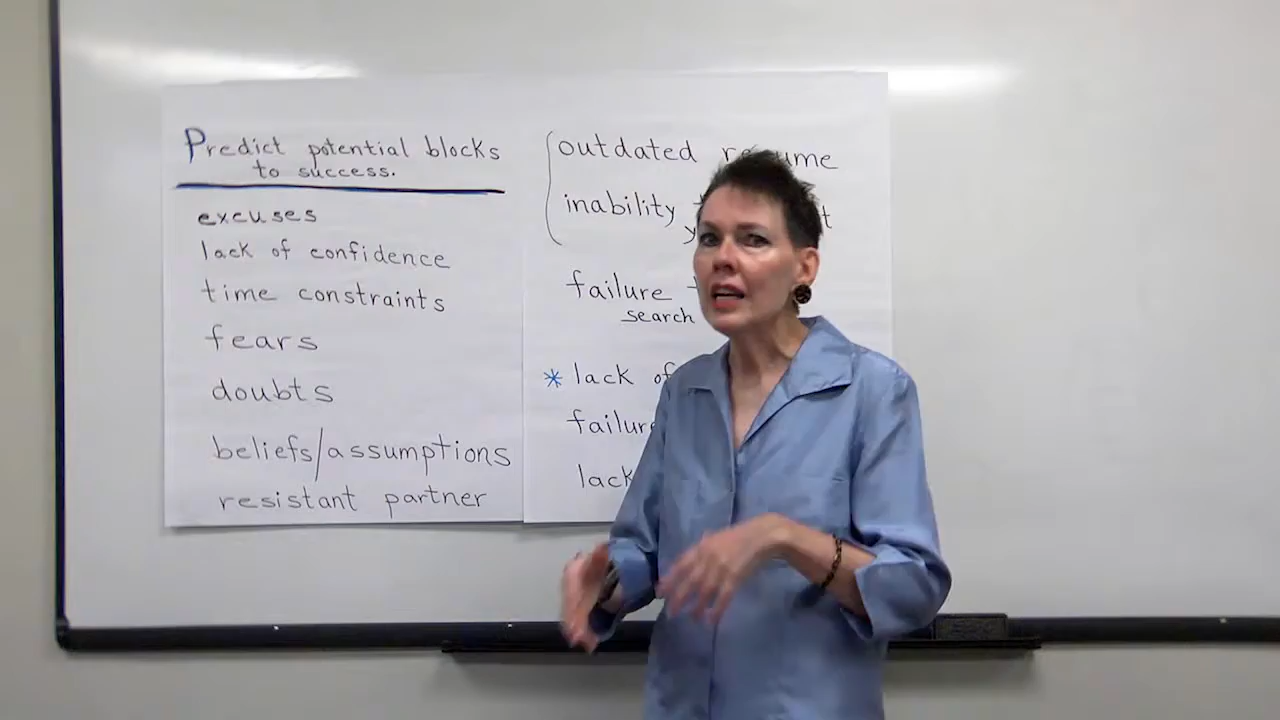 Predict potential blocks
to success.
excuses
lack of confidence
time constraints
fears
doubts
beliefs/assumptions
resistant partner
outdated resume
inability
failure
search
* lack of
failure
lack